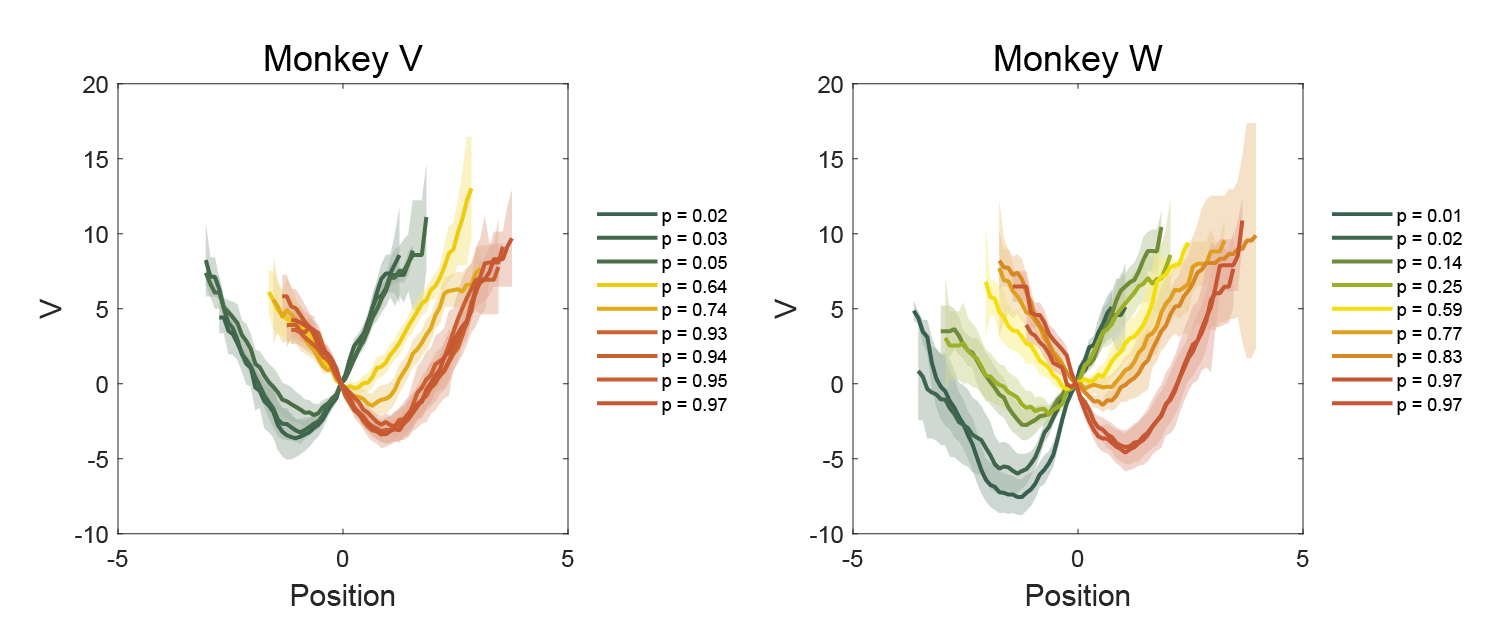 Monkey V
20
15
10
5
0
-5
-10
V
-5
0
5
Position
p = 0.02
p = 0.03
p = 0.05
p = 0.64
p = 0.74
p = 0.93
p = 0.94
p = 0.95
p = 0.97
Monkey W
20
15
10
5
0
-5
-10
V
-5
0
5
Position
p = 0.01
p = 0.02
p = 0.14
p = 0.25
p = 0.59
p = 0.77
p = 0.83
p = 0.97
p = 0.97